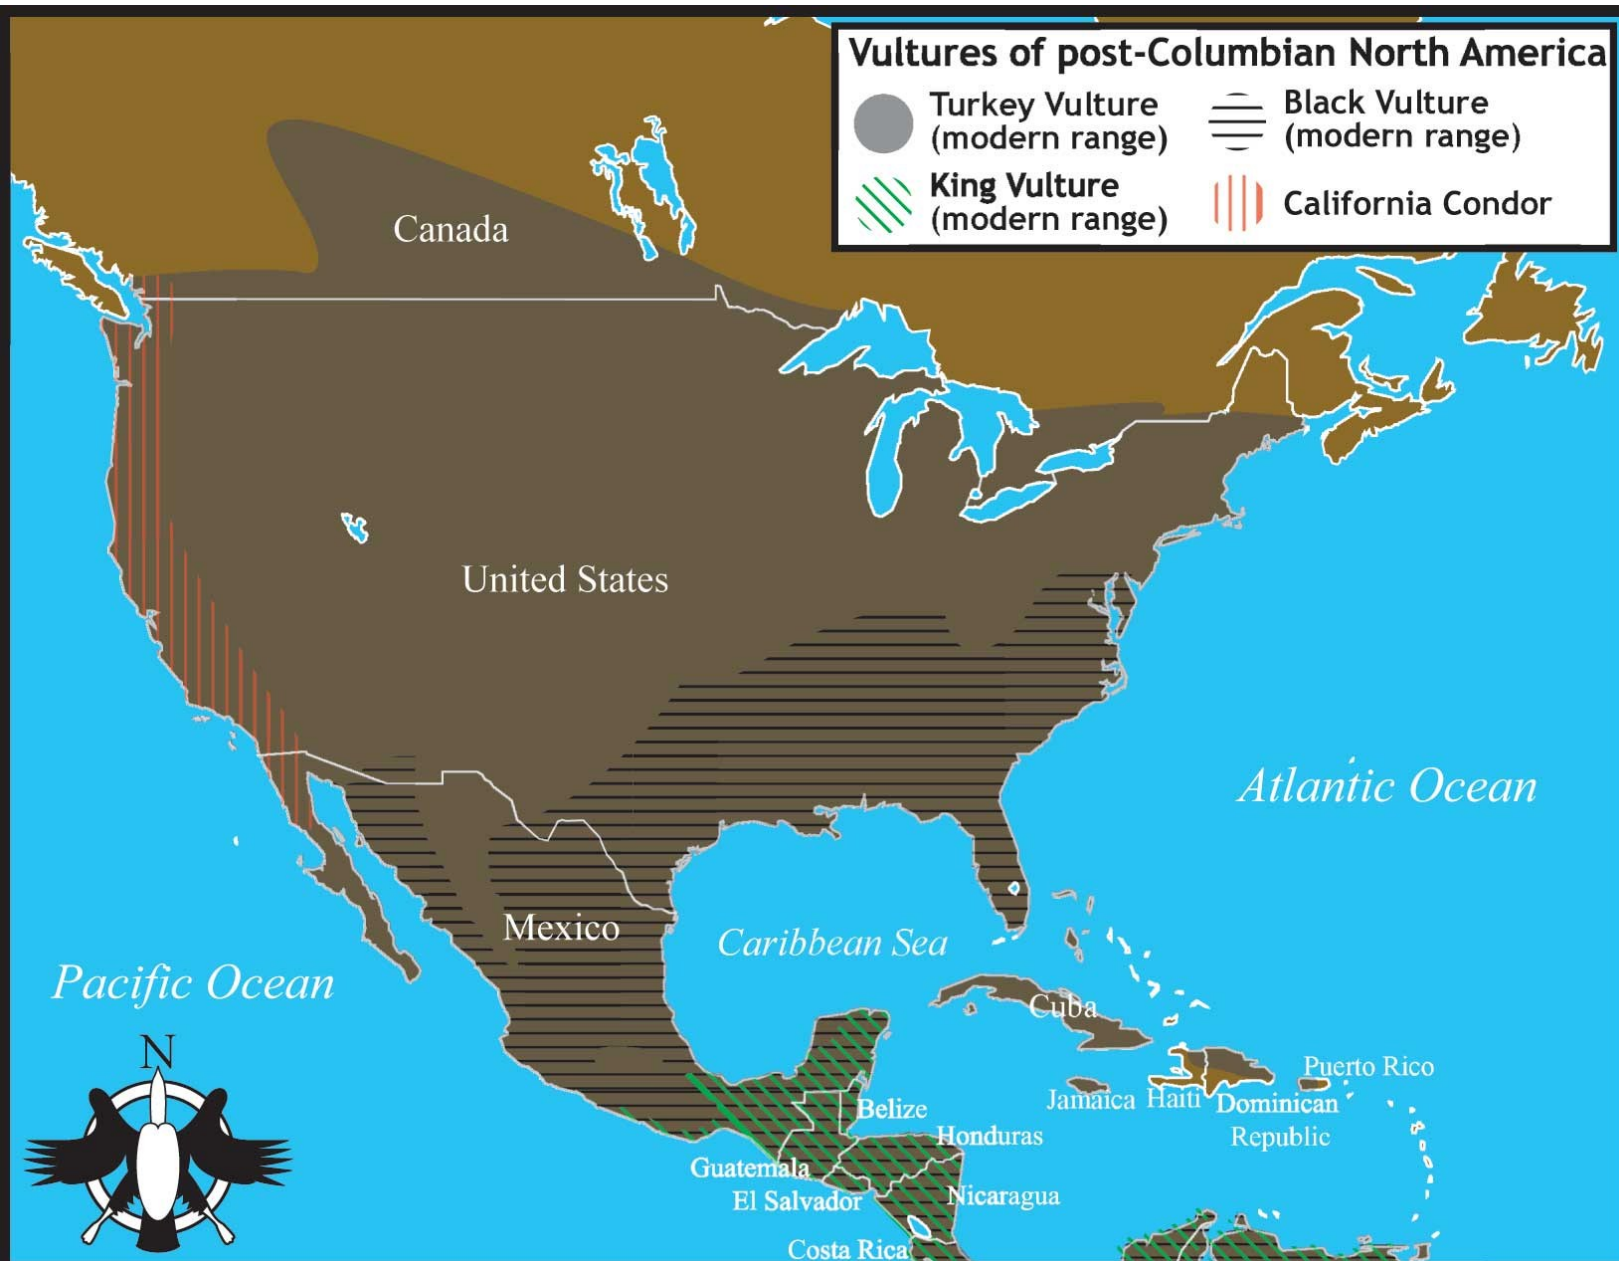 Vultures of post-Columbian North America
Turkey Vulture
(modern range)
Black Vulture
(modern range)
King Vulture
(modern range)
California Condor
Canada
United States
Atlantic Ocean
Mexico
Caribbean Sea
Pacific Ocean
Cuba
N
Puerto Rico
Jamaica
Haiti
Dominican
Republic
Belize
Honduras
Guatemala
El Salvador
Nicaragua
Costa Rica